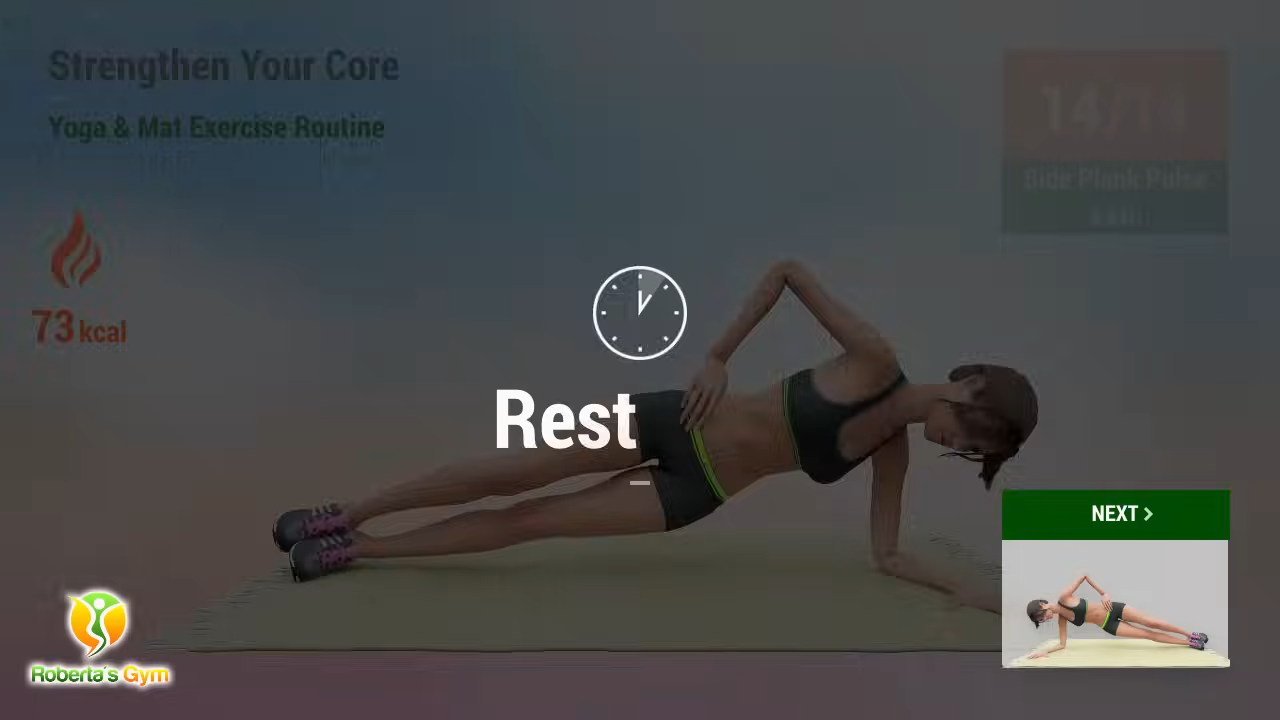 Strengthen Your Core
Yoga & Mat Exercise Routine
14/14
Side Plank Pulse
73 kcal
Rest
NEXT >
Roberta's Gym